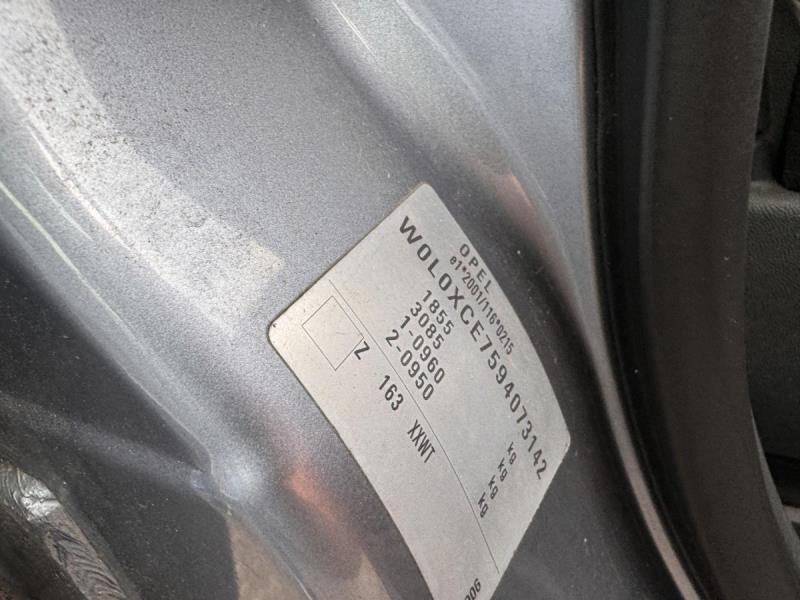 OPEL
e1*2001/116*0215
W0L0XCE7594073142
1855 kg
3085 kg
1-0960 kg
2-0950 kg
Z 163 XXWT